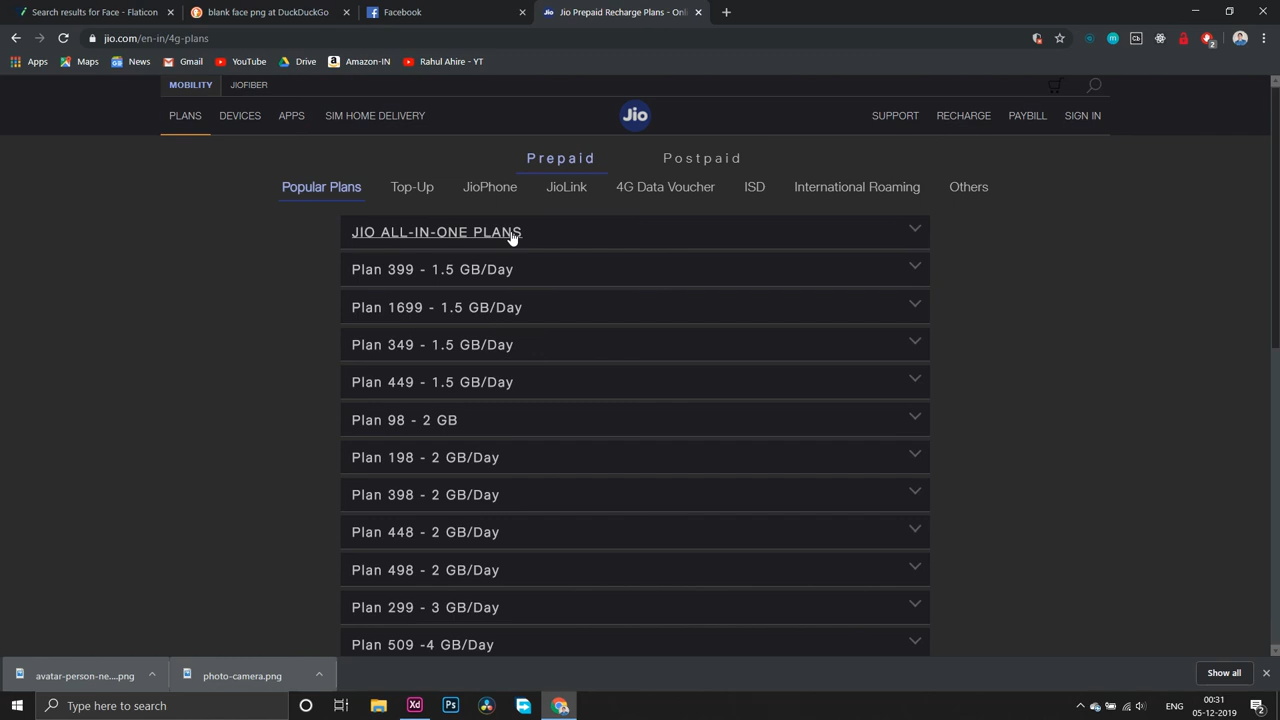 Search results for Face - Flaticon
blank face png at DuckDuckGo
Facebook
Jio Prepaid Recharge Plans - Onl
jio.com/en-in/4g-plans
2
Apps
Maps
News
Gmail
YouTube
Drive
Amazon-IN
Rahul Ahire - YT
MOBILITY
JIOFIBER
PLANS
DEVICES
APPS
SIM HOME DELIVERY
Jio
SUPPORT
RECHARGE
PAYBILL
SIGN IN
Prepaid
Postpaid
Popular Plans
Top-Up
JioPhone
JioLink
4G Data Voucher
ISD
International Roaming
Others
JIO ALL-IN-ONE PLANS
Plan 399 - 1.5 GB/Day
Plan 1699 - 1.5 GB/Day
Plan 349 - 1.5 GB/Day
Plan 449 - 1.5 GB/Day
Plan 98 - 2 GB
Plan 198 - 2 GB/Day
Plan 398 - 2 GB/Day
Plan 448 - 2 GB/Day
Plan 498 - 2 GB/Day
Plan 299 - 3 GB/Day
Plan 509 -4 GB/Day
avatar-person-ne....png
photo-camera.png
Show all
Type here to search
Xd
Ps
ENG
00:31
05-12-2019
2